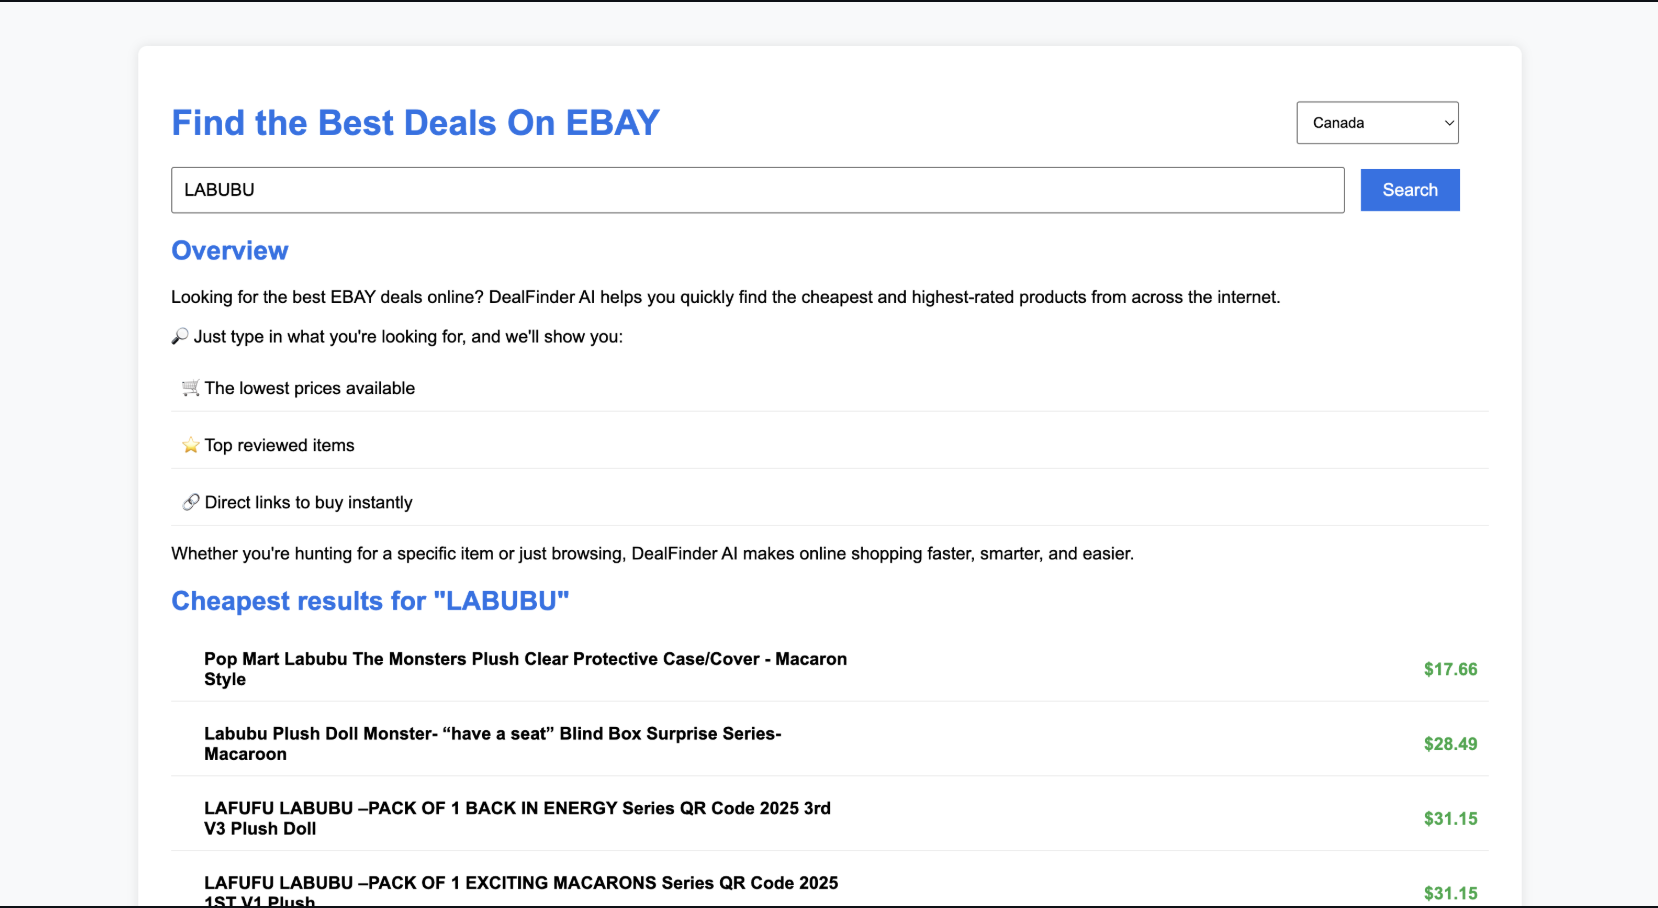 Find the Best Deals On EBAY
Canada
LABUBU
Search
Overview
Looking for the best EBAY deals online? DealFinder AI helps you quickly find the cheapest and highest-rated products from across the internet.
🔎 Just type in what you're looking for, and we'll show you:
🛒 The lowest prices available
⭐ Top reviewed items
🔗 Direct links to buy instantly
Whether you're hunting for a specific item or just browsing, DealFinder AI makes online shopping faster, smarter, and easier.
Cheapest results for "LABUBU"
Pop Mart Labubu The Monsters Plush Clear Protective Case/Cover - Macaron
Style
$17.66
Labubu Plush Doll Monster- “have a seat” Blind Box Surprise Series-
Macaroon
$28.49
LAFUFU LABUBU –PACK OF 1 BACK IN ENERGY Series QR Code 2025 3rd
V3 Plush Doll
$31.15
LAFUFU LABUBU –PACK OF 1 EXCITING MACARONS Series QR Code 2025
1ST V1 Plush
$31.15